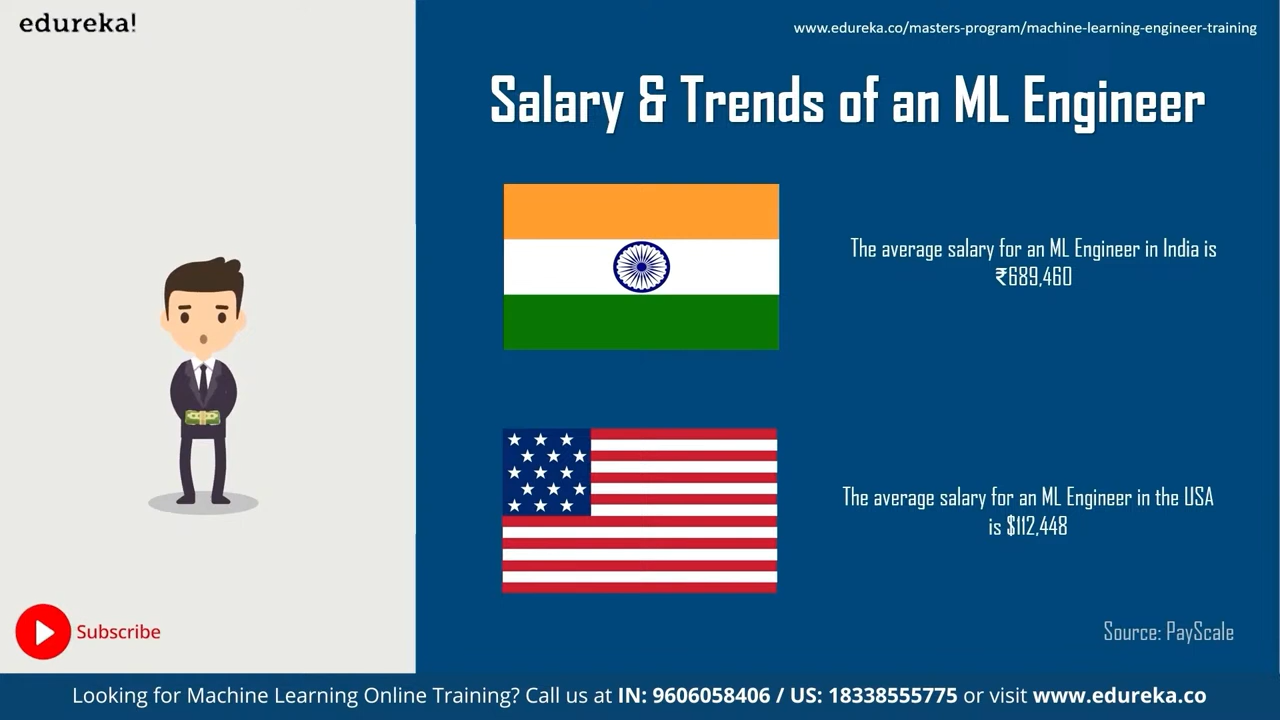 edureka!
www.edureka.co/masters-program/machine-learning-engineer-training
Salary & Trends of an ML Engineer
The average salary for an ML Engineer in India is
₹689,460
The average salary for an ML Engineer in the USA
is $112,448
Subscribe
Source: PayScale
Looking for Machine Learning Online Training? Call us at IN: 9606058406 / US: 18338555775 or visit www.edureka.co